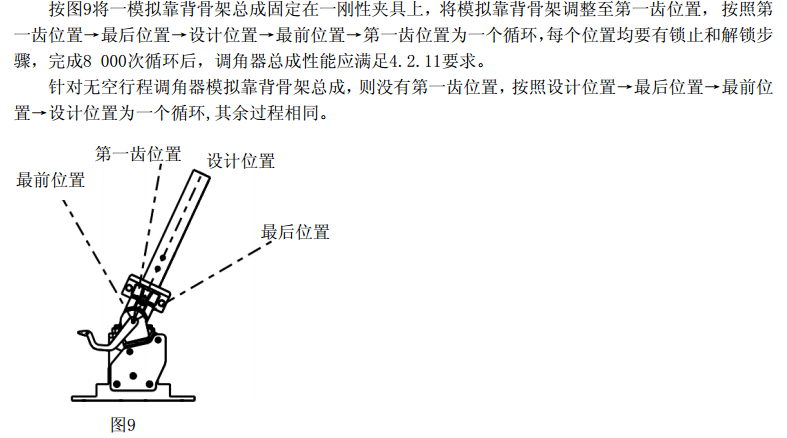 按图9将一模拟靠背骨架总成固定在一刚性夹具上，将模拟靠背骨架调整至第一齿位置，按照第
一齿位置→最后位置→设计位置→最前位置→第一齿位置为一个循环，每个位置均要有锁止和解锁步
骤，完成8 000次循环后，调角器总成性能应满足4.2.11要求。
针对无空行程调角器模拟靠背骨架总成，则没有第一齿位置，按照设计位置→最后位置→最前位
置→设计位置为一个循环,其余过程相同。
第一齿位置
设计位置
最前位置
最后位置
图9